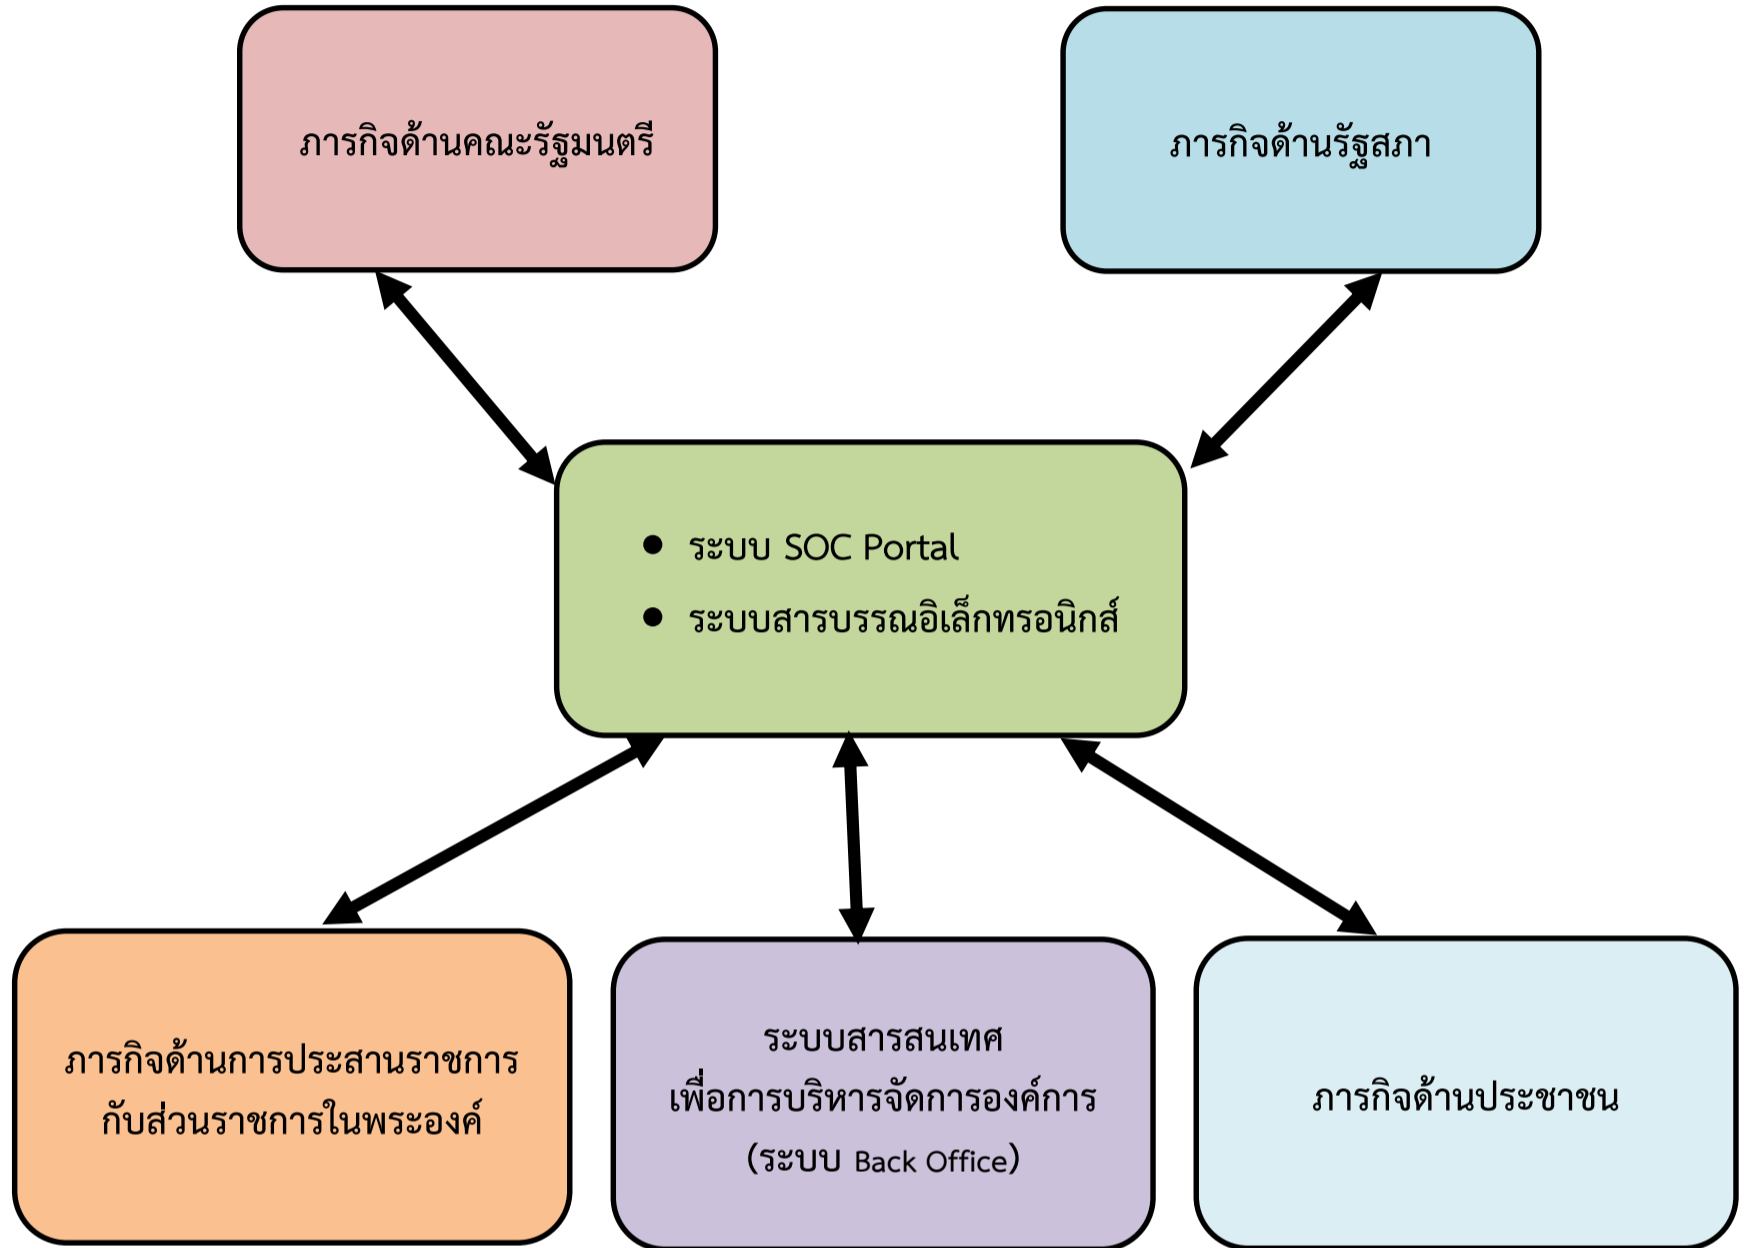 ภารกิจด้านคณะรัฐมนตรี
ภารกิจด้านรัฐสภา
● ระบบ SOC Portal
● ระบบสารบรรณอิเล็กทรอนิกส์
ภารกิจด้านการประสานราชการ
กับส่วนราชการในพระองค์
ระบบสารสนเทศ
เพื่อการบริหารจัดการองค์การ
(ระบบ Back Office)
ภารกิจด้านประชาชน